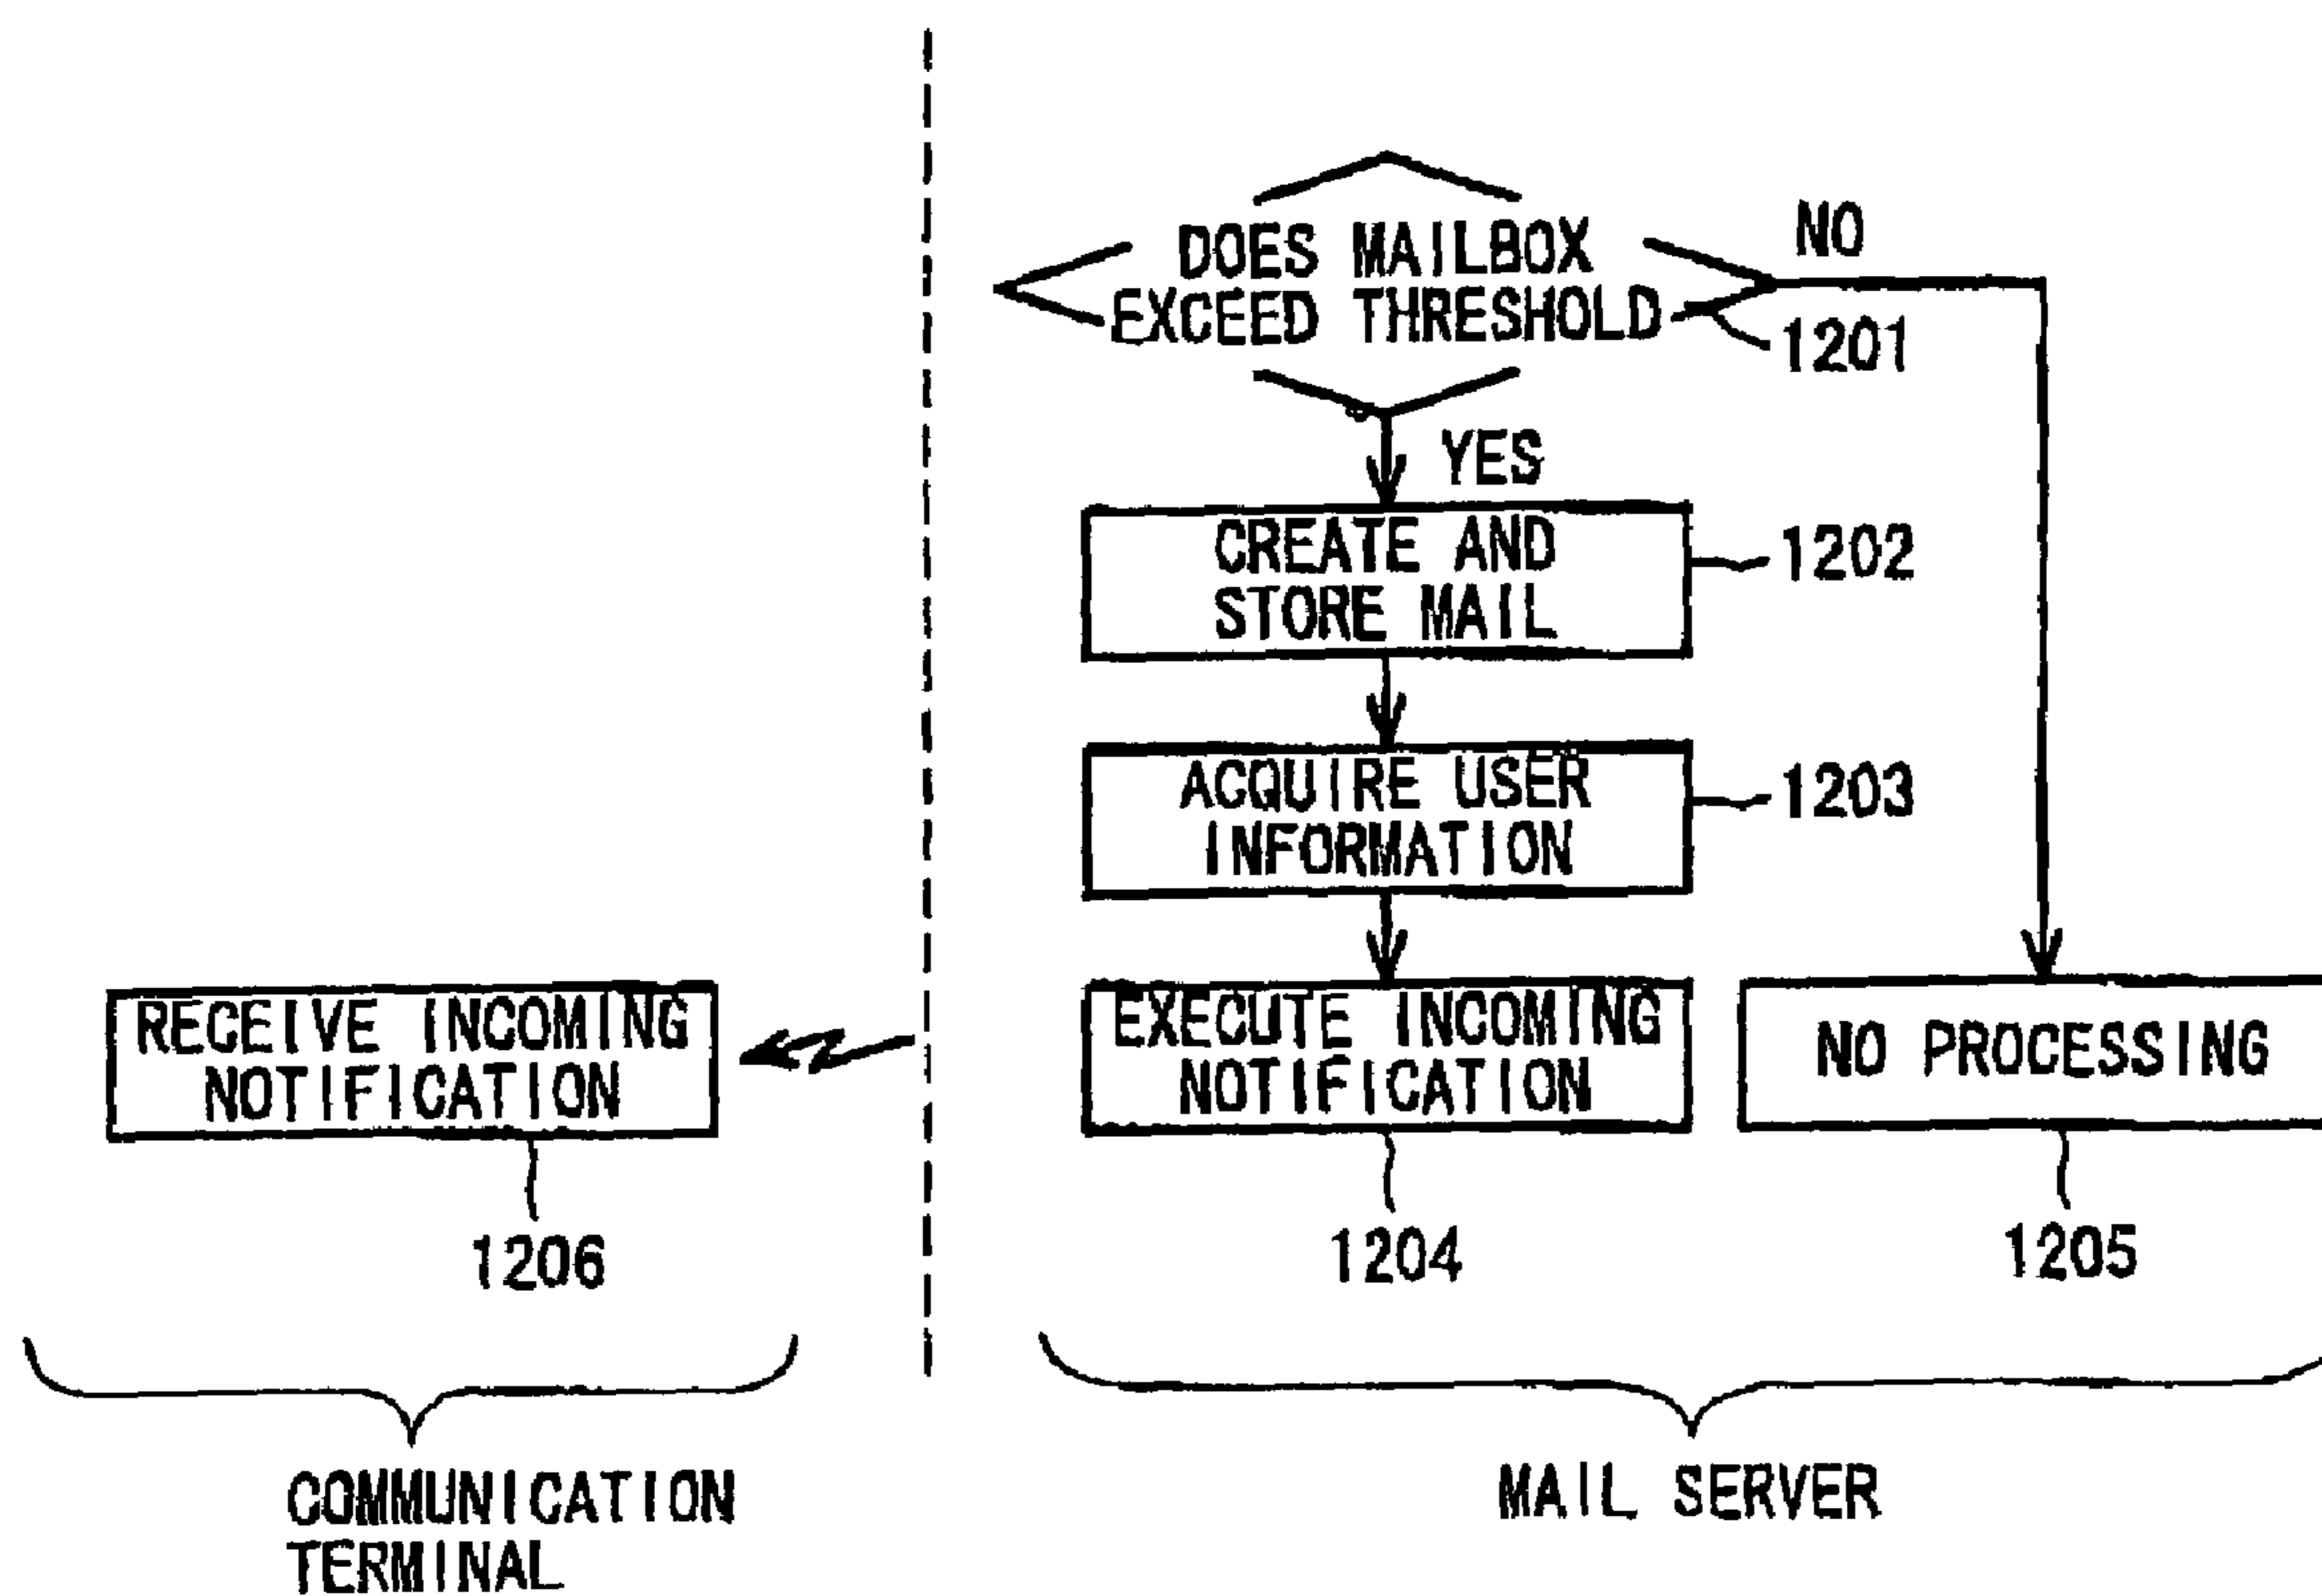 NO
DOES MAILBOX
EXCEED THRESHOLD
1201
YES
CREATE AND
STORE MAIL
1202
ACQUIRE USER
INFORMATION
1203
RECEIVE INCOMING
NOTIFICATION
1206
EXECUTE INCOMING
NOTIFICATION
1204
NO PROCESSING
1205
COMMUNICATION
TERMINAL
MAIL SERVER